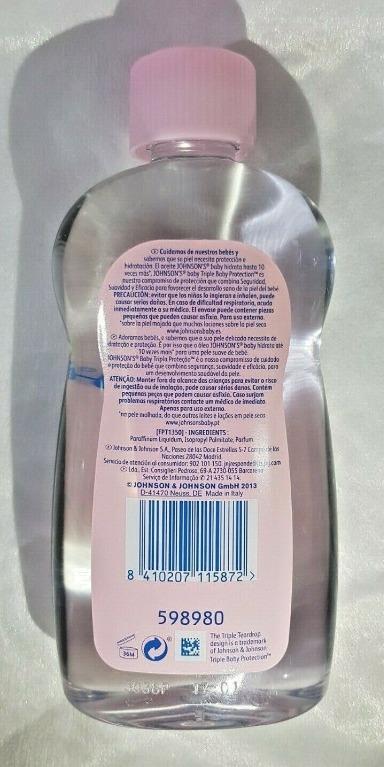 Cuidamos de nuestros bebés y
sabemos que su piel necesita protección e
hidratación. El aceite JOHNSON'S® baby hidrata hasta 10
veces más*. JOHNSON'S® baby Triple Baby Protection™ es
nuestro compromiso de protección que combina Seguridad,
Suavidad y Eficacia para favorecer el desarrollo sano de la piel del bebé
PRECAUCIÓN: evitar que los niños lo ingieran e inhalen, puede
causar serios daños. En caso de dificultad respiratoria, acuda
inmediatamente a su médico. El envase puede contener piezas
pequeñas que pueden causar asfixia. Para uso externo.
*sobre la piel mojada que muchas lociones sobre la piel seca
www.johnsonsbaby.es
Adoramos bebés, e sabemos que a sua pele delicada necessita de
hidratação e proteção. É por isso que o óleo JOHNSON'S® baby hidrata até
10 vezes mais* para uma pele suave de bebé.
JOHNSON'S® Baby Triple Proteção™ é o nosso compromisso de cuidado
e proteção do bebé que combina segurança, suavidade e eficácia, para
um desenvolvimento saudável da pele.
ATENÇÃO: Manter fora do alcance das crianças para evitar o risco
de ingestão ou de inalação, pode causar sérios danos. Contém
pequenas peças que podem causar asfixia. Caso surjam
problemas respiratórios contacte um médico de imediato
Apenas para uso externo.
*na pele molhada, do que outros leites e loções em pele seca
www.johnsonsbaby.pt
[FPT1350] - INGREDIENTS:
Paraffinum Liquidum, Isopropyl Palmitate, Parfum.
Johnson & Johnson S.A., Paseo de las Doce Estrellas 5-7 Campo de las
Naciones 28042 Madrid.
Servicio de atención al consumidor: 902 101 150
Lda. Est. Consiglieri Pedroso, 69-A 2730 055 Barcarena
Serviço de Informação 21 435 14 14.
© JOHNSON & JOHNSON GmbH 2013
D-41470 Neuss, DE Made in Italy
8 410207 115872 >
598980
36M
The Triple Teardrop
design is a trademark
of Johnson & Johnson
Triple Baby Protection™